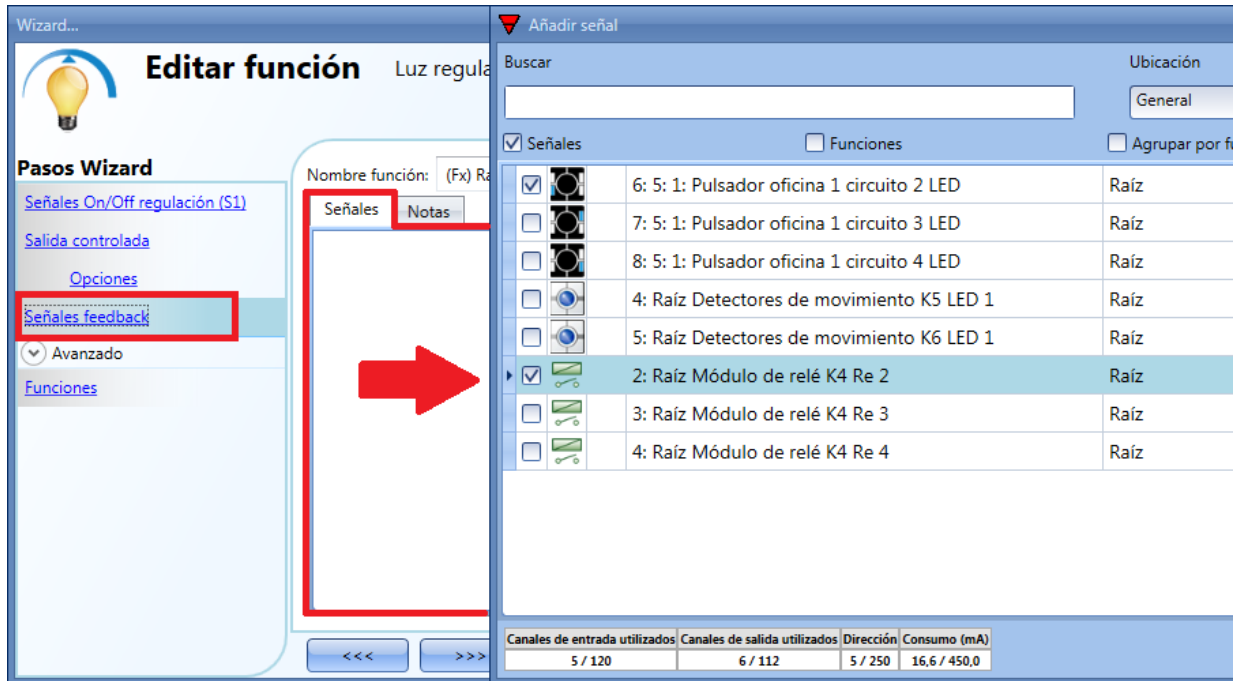 Wizard...
Editar función
Luz regula
Pasos Wizard
Señales On/Off regulación (S1)
Salida controlada
Opciones
Señales feedback
Avanzado
Funciones
Nombre función: (Fx) Ra
Señales Notas
<<< >>>
Añadir señal
Buscar Ubicación
General
Señales Funciones Agrupar por fu
6: 5: 1: Pulsador oficina 1 circuito 2 LED Raíz
7: 5: 1: Pulsador oficina 1 circuito 3 LED Raíz
8: 5: 1: Pulsador oficina 1 circuito 4 LED Raíz
4: Raíz Detectores de movimiento K5 LED 1 Raíz
5: Raíz Detectores de movimiento K6 LED 1 Raíz
2: Raíz Módulo de relé K4 Re 2 Raíz
3: Raíz Módulo de relé K4 Re 3 Raíz
4: Raíz Módulo de relé K4 Re 4 Raíz
Canales de entrada utilizados Canales de salida utilizados Dirección Consumo (mA)
5 / 120 6 / 112 5 / 250 16,6 / 450,0